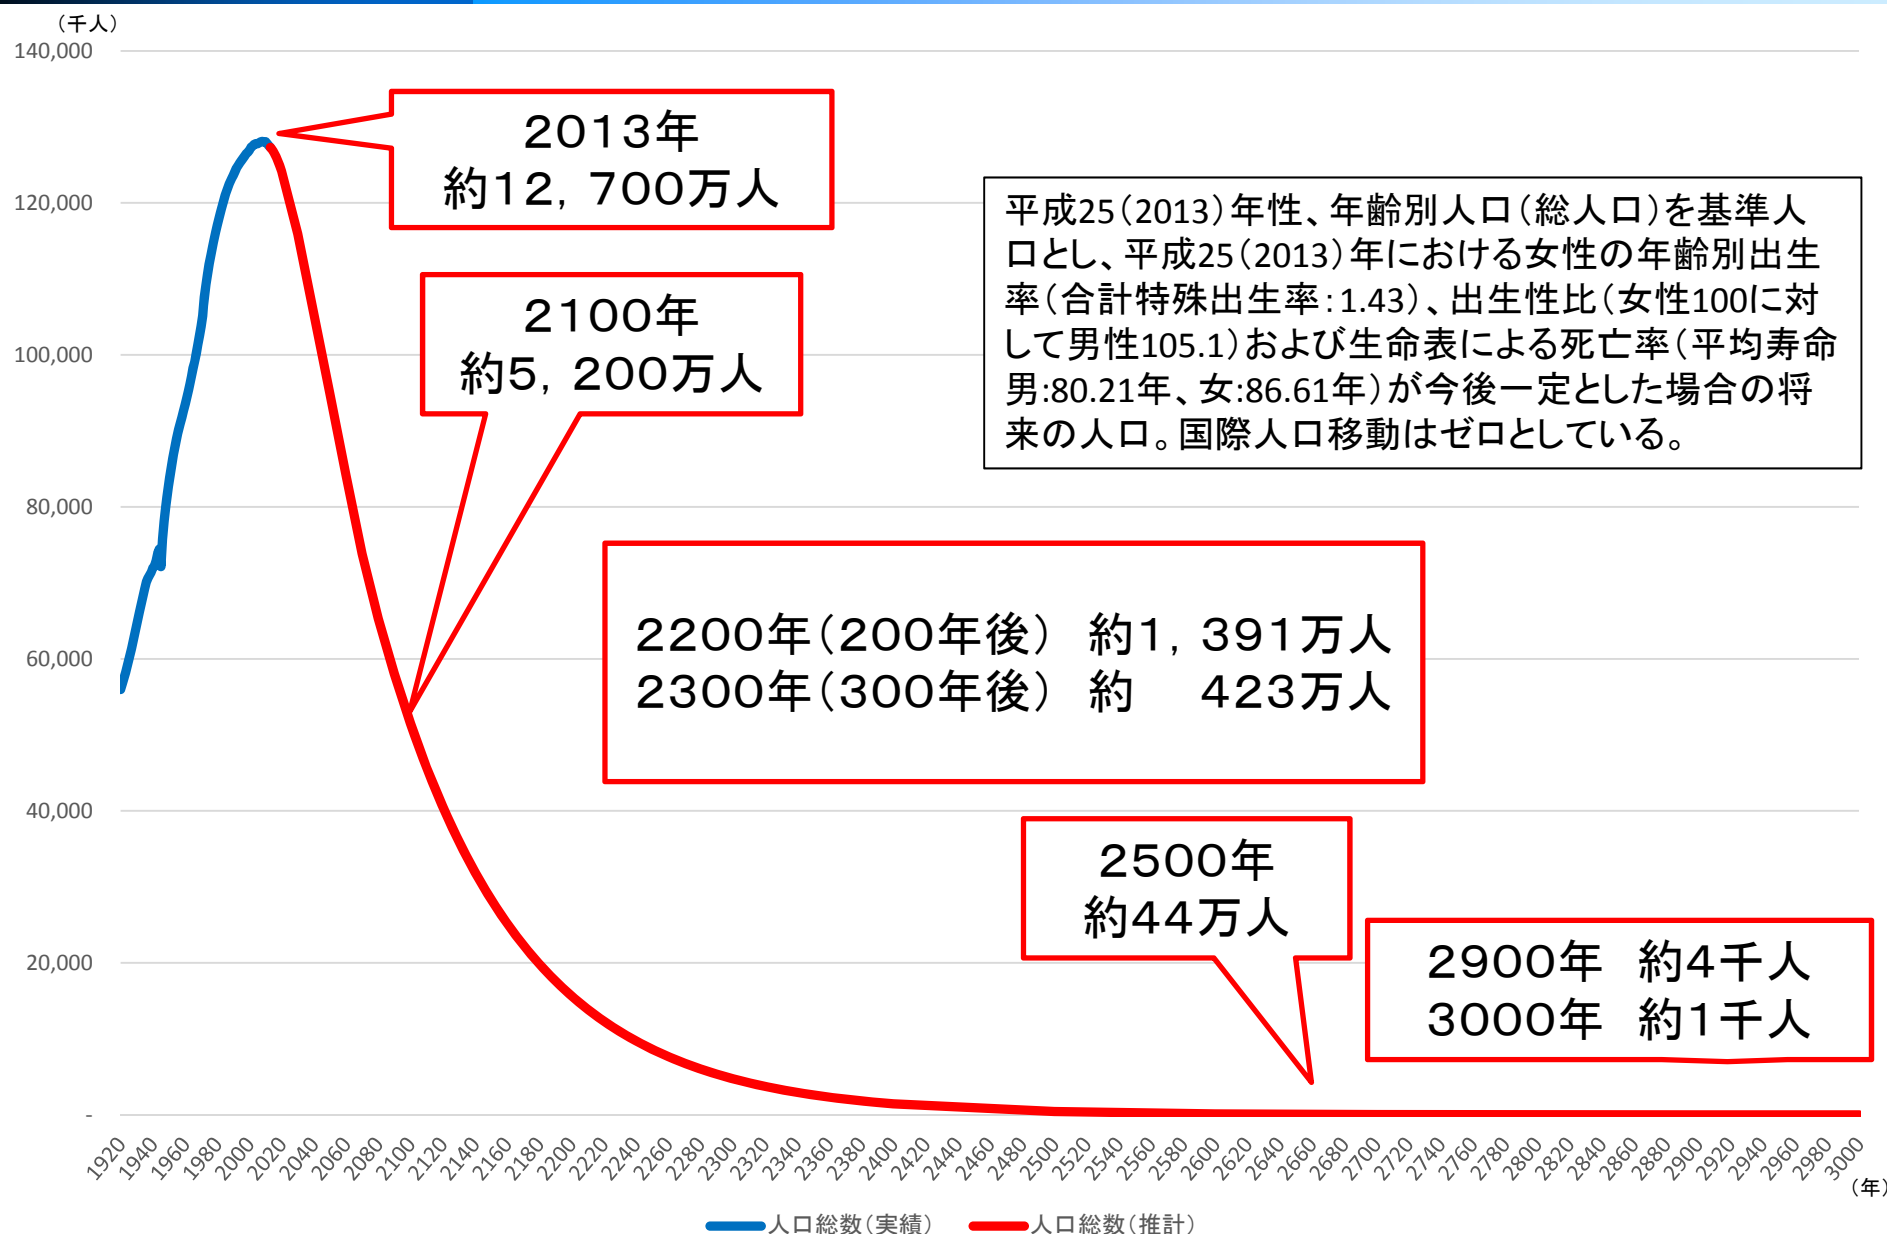 （千人）
140,000
120,000
100,000
80,000
60,000
40,000
20,000
-
2013年
約12，700万人
2100年
約5，200万人
平成25（2013）年性、年齢別人口（総人口）を基準人
口とし、平成25（2013）年における女性の年齢別出生
率（合計特殊出生率：1.43）、出生性比（女性100に対
して男性105.1）および生命表による死亡率（平均寿命
男:80.21年、女:86.61年）が今後一定とした場合の将
来の人口。国際人口移動はゼロとしている。
2200年（200年後） 約1，391万人
2300年（300年後） 約　423万人
2500年
約44万人
2900年　約4千人
3000年　約1千人
1920 1940 1960 1980 2000 2020 2040 2060 2080 2100 2120 2140 2160 2180 2200 2220 2240 2260 2280 2300 2320 2340 2360 2380 2400 2420 2440 2460 2480 2500 2520 2540 2560 2580 2600 2620 2640 2660 2680 2700 2720 2740 2760 2780 2800 2820 2840 2860 2880 2900 2920 2940 2960 2980 3000
（年）
人口総数（実績） 人口総数（推計）